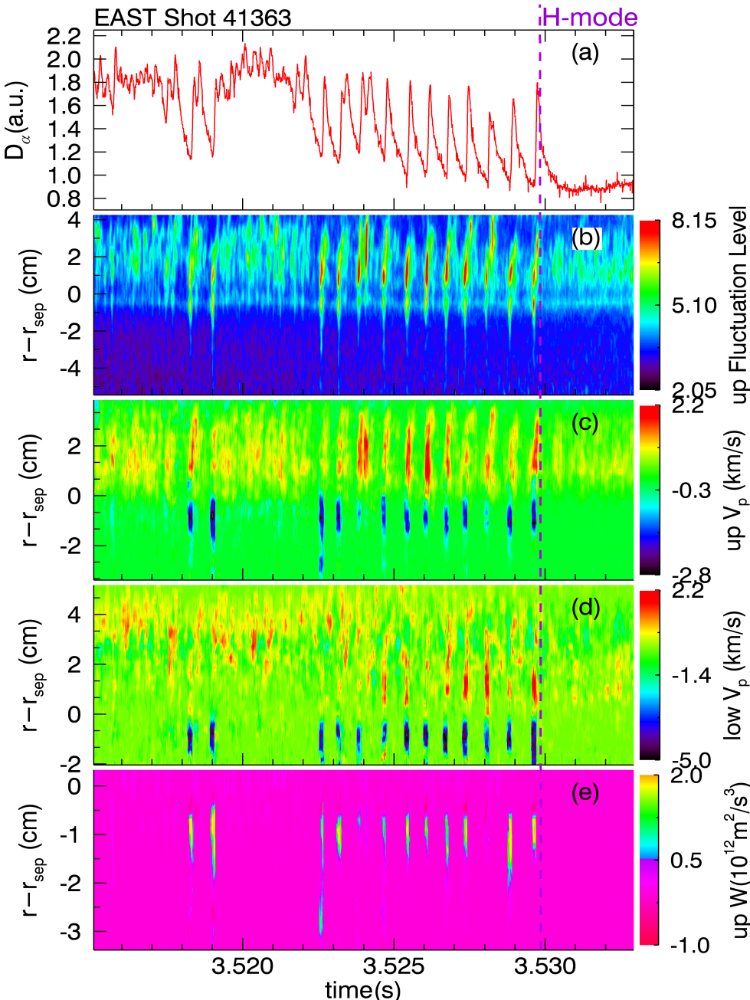 EAST Shot 41363
H-mode
(a)
2.2
2.0
1.8
1.6
1.4
1.2
1.0
0.8
Dα(a.u.)
(b)
4
2
0
-2
-4
r−rsep (cm)
8.15
5.10
2.05
up Fluctuation Level
(c)
2
0
-2
r−rsep (cm)
2.2
-0.3
-2.8
up Vp (km/s)
(d)
4
2
0
-2
r−rsep (cm)
2.2
-1.4
-5.0
low Vp (km/s)
(e)
0
-1
-2
-3
r−rsep (cm)
2.0
0.5
-1.0
up W(10¹²m²/s³)
3.520 3.525 3.530
time(s)